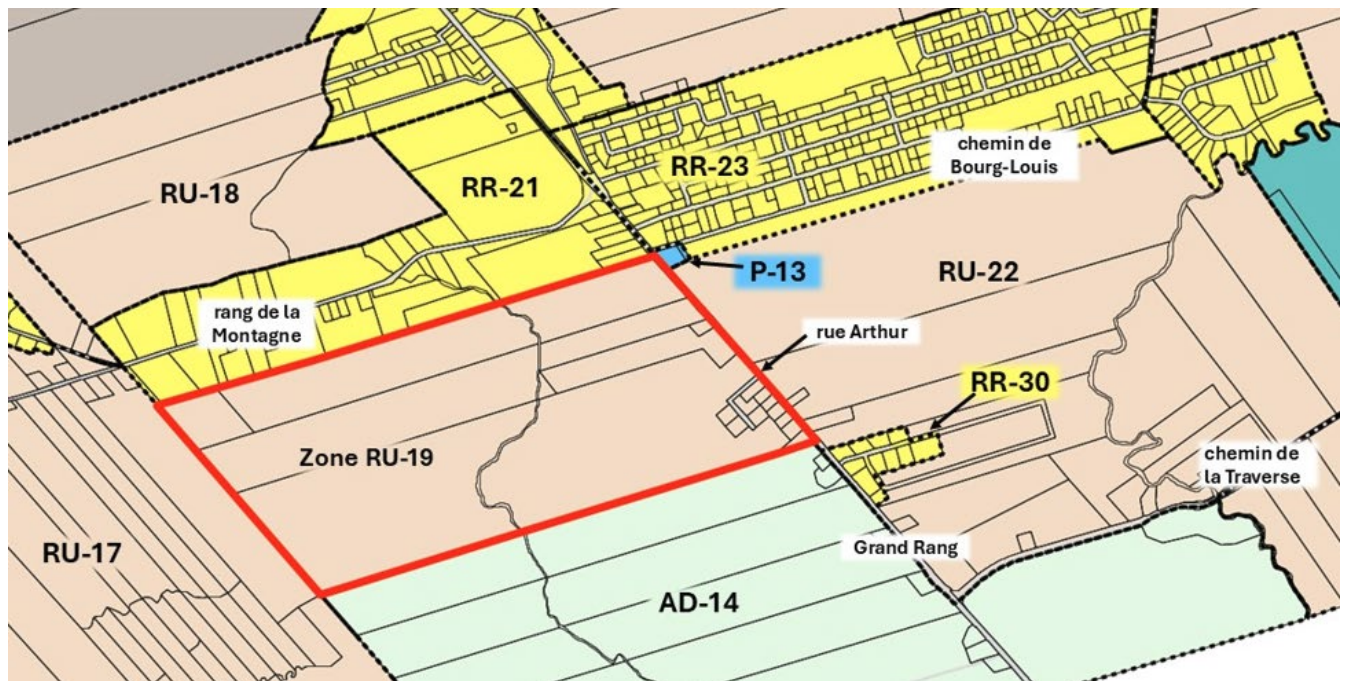 chemin de
Bourg-Louis
RR-23
RU-18
RR-21
P-13
RU-22
rang de la
Montagne
rue Arthur
RR-30
Zone RU-19
chemin de
la Traverse
RU-17
Grand Rang
AD-14